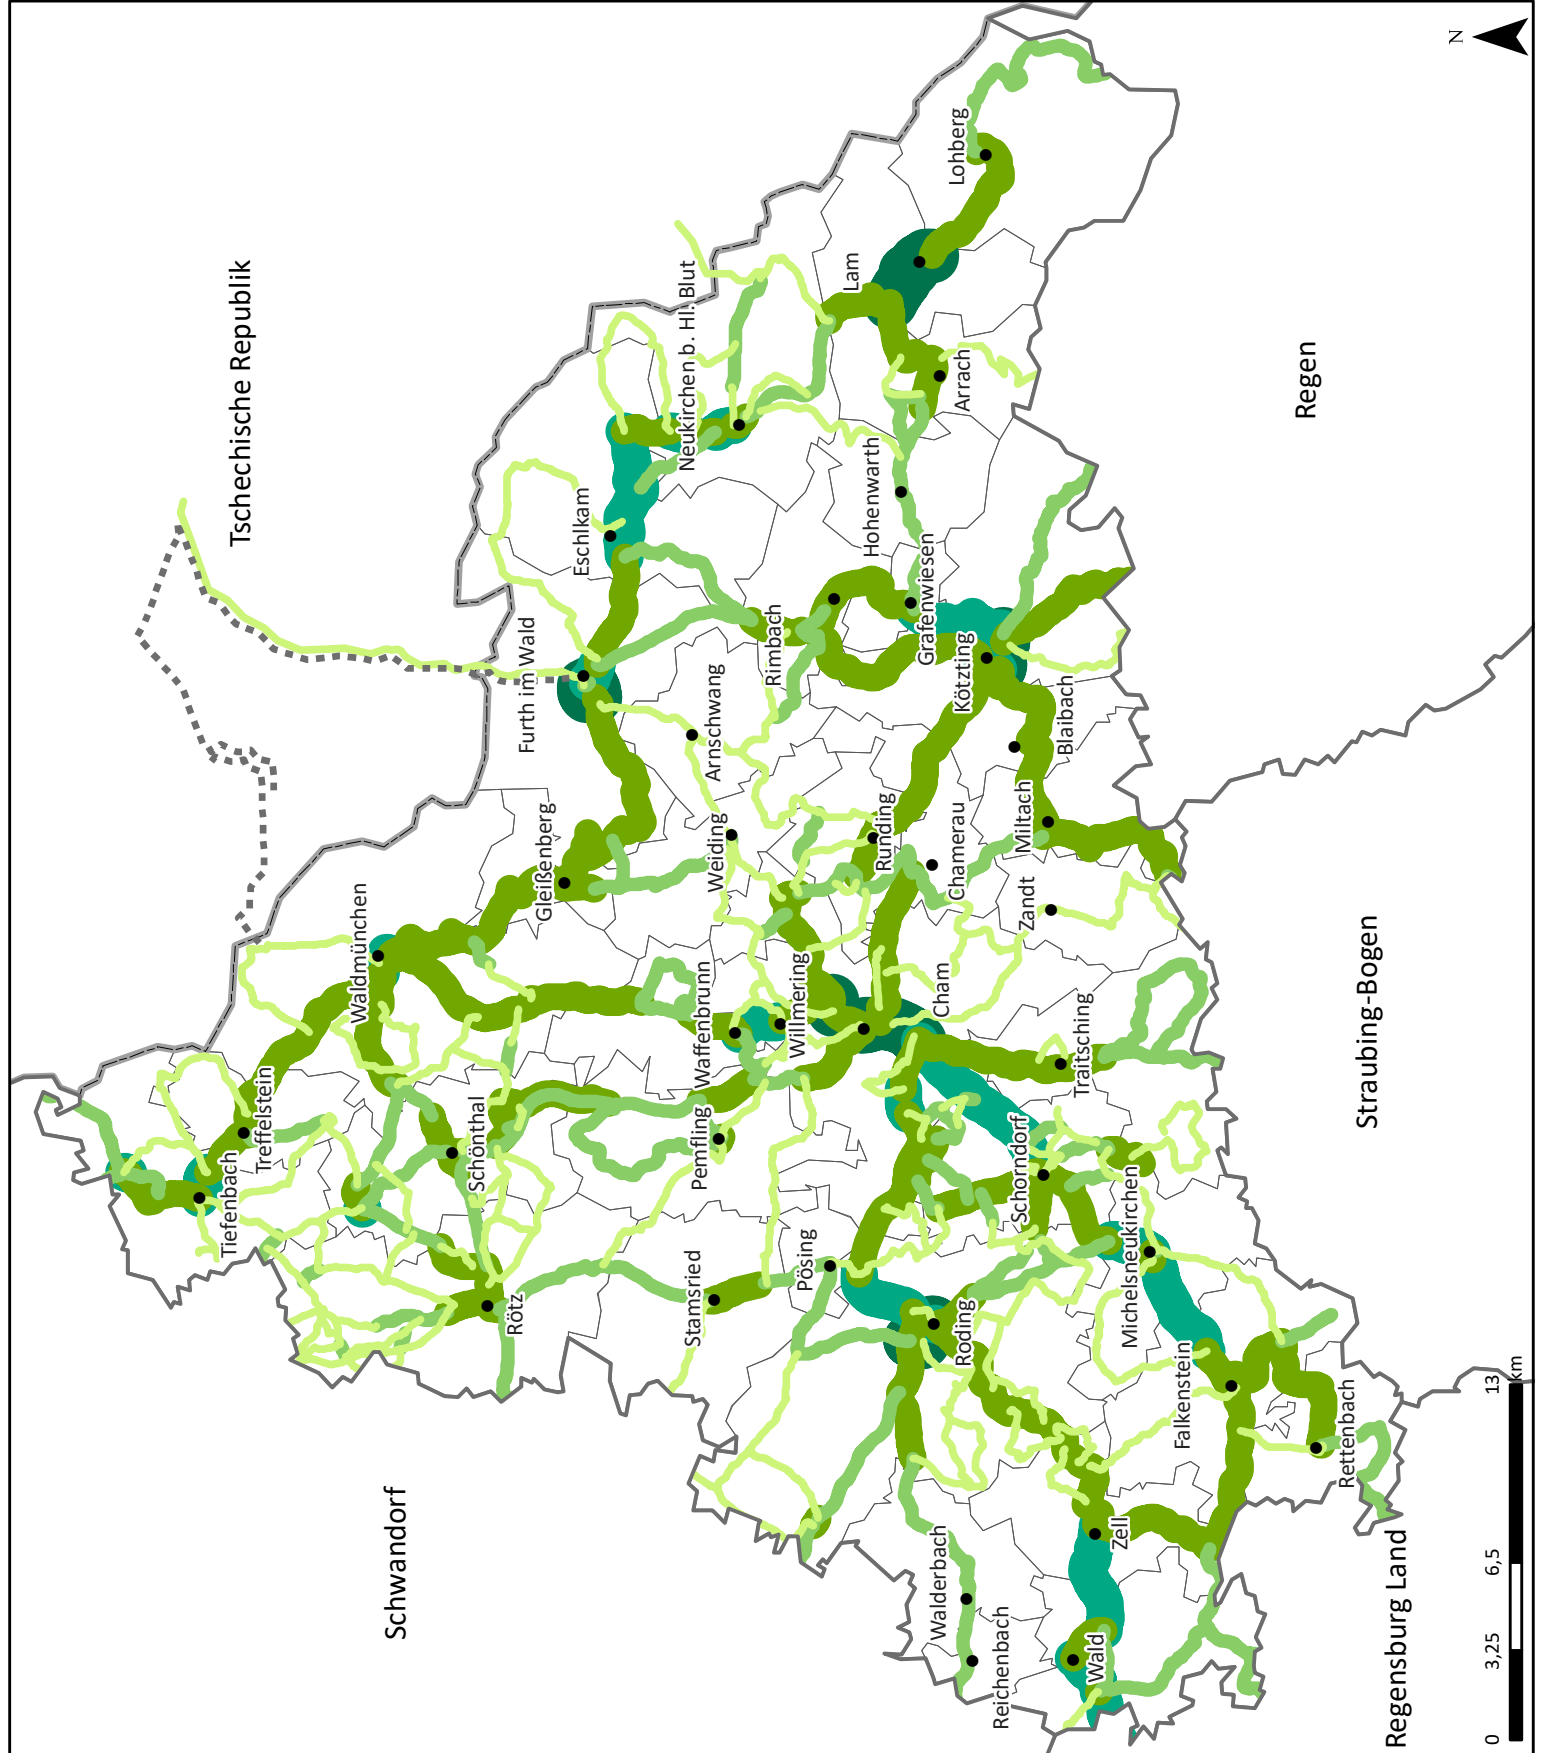 Tschechische Republik
Schwandorf
Regen
Straubing-Bogen
Regensburg Land
N
Lohberg
Lam
Neukirchen b. Hl. Blut
Arrach
Eschlkam
Hohenwarth
Grafenwiesen
Furth im Wald
Rimbach
Kötzting
Arnschwang
Blaibach
Gleißenberg
Weiding
Runding
Chamerau
Miltach
Zandt
Waldmünchen
Waffenbrunn
Willmering
Cham
Traitsching
Treffelstein
Tiefenbach
Schönthal
Pemfling
Schorndorf
Michelsneukirchen
Rötz
Stamsried
Pösing
Roding
Falkenstein
Rettenbach
Zell
Walderbach
Reichenbach
Wald
0 3,25 6,5 13
km